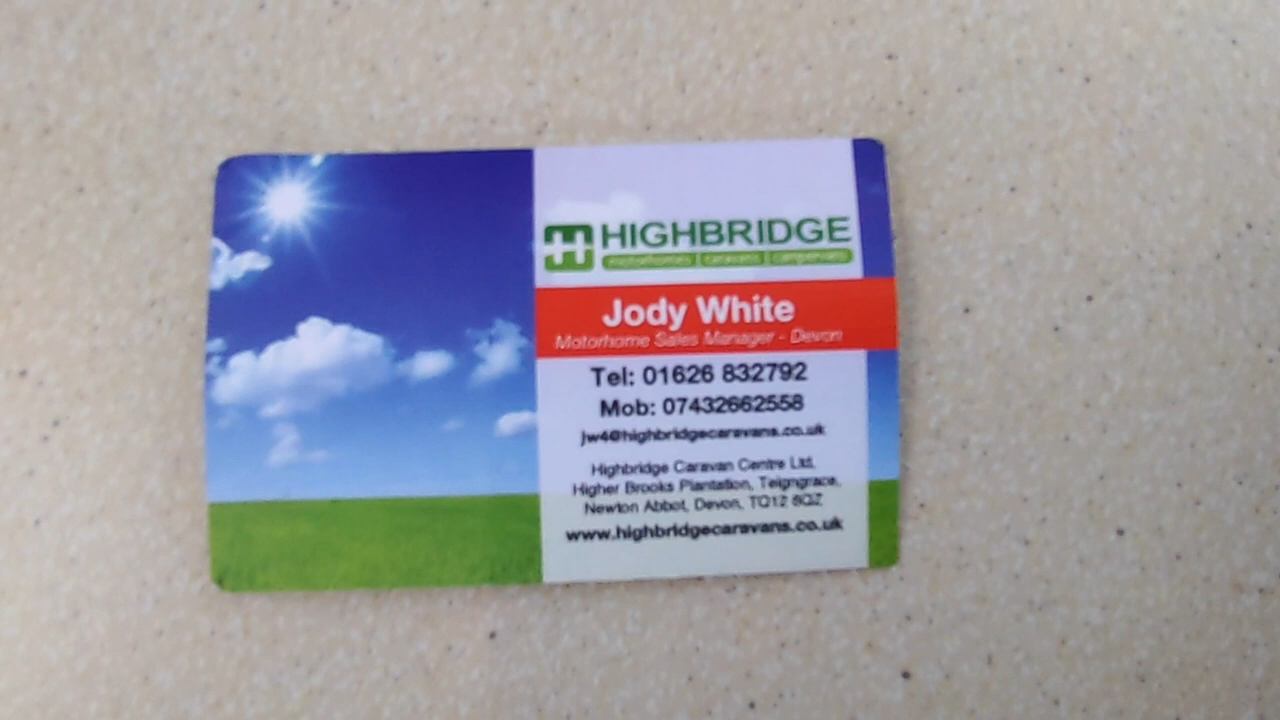 HIGHBRIDGE
motorhomes | caravans | campervans
Jody White
Motorhome Sales Manager - Devon
Tel: 01626 832792
Mob: 07432662558
jw4@highbridgecaravans.co.uk
Highbridge Caravan Centre Ltd,
Higher Brooks Plantation, Teigngrace,
Newton Abbot, Devon, TQ12 6QZ
www.highbridgecaravans.co.uk